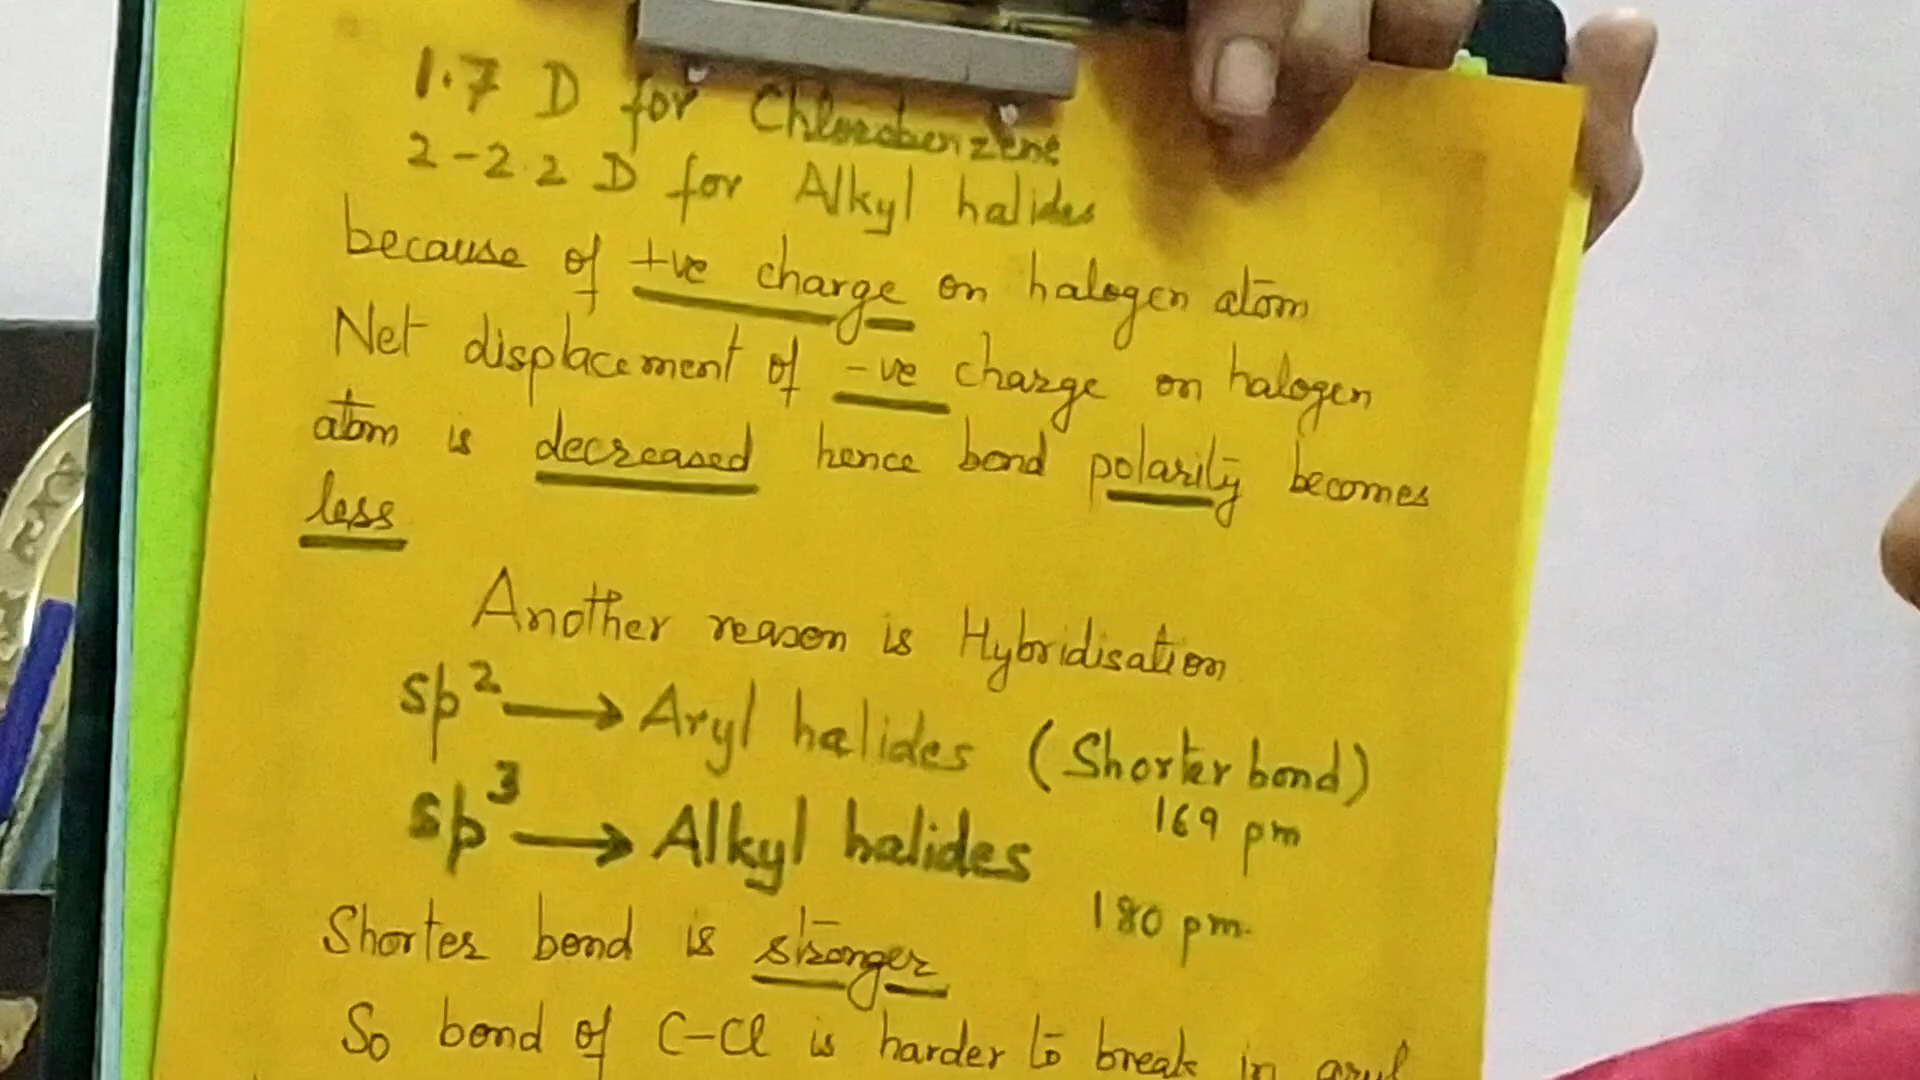 1.7 D for Chlorobenzene
2-2.2 D for Alkyl halides
because of +ve charge on halogen atom
Net displacement of -ve charge on halogen
atom is decreased hence bond polarity becomes
less
Another reason is Hybridisation
sp² → Aryl halides (Shorter bond)
169 pm
sp³ → Alkyl halides
180 pm.
Shorter bond is stronger
So bond of C-Cl is harder to break in aryl